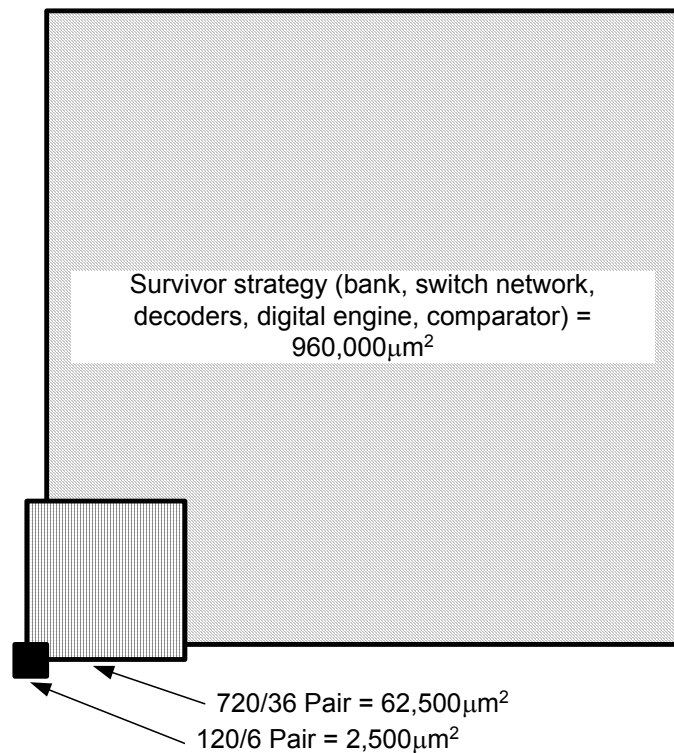 Survivor strategy (bank, switch network,
decoders, digital engine, comparator) =
960,000μm²
720/36 Pair = 62,500μm²
120/6 Pair = 2,500μm²